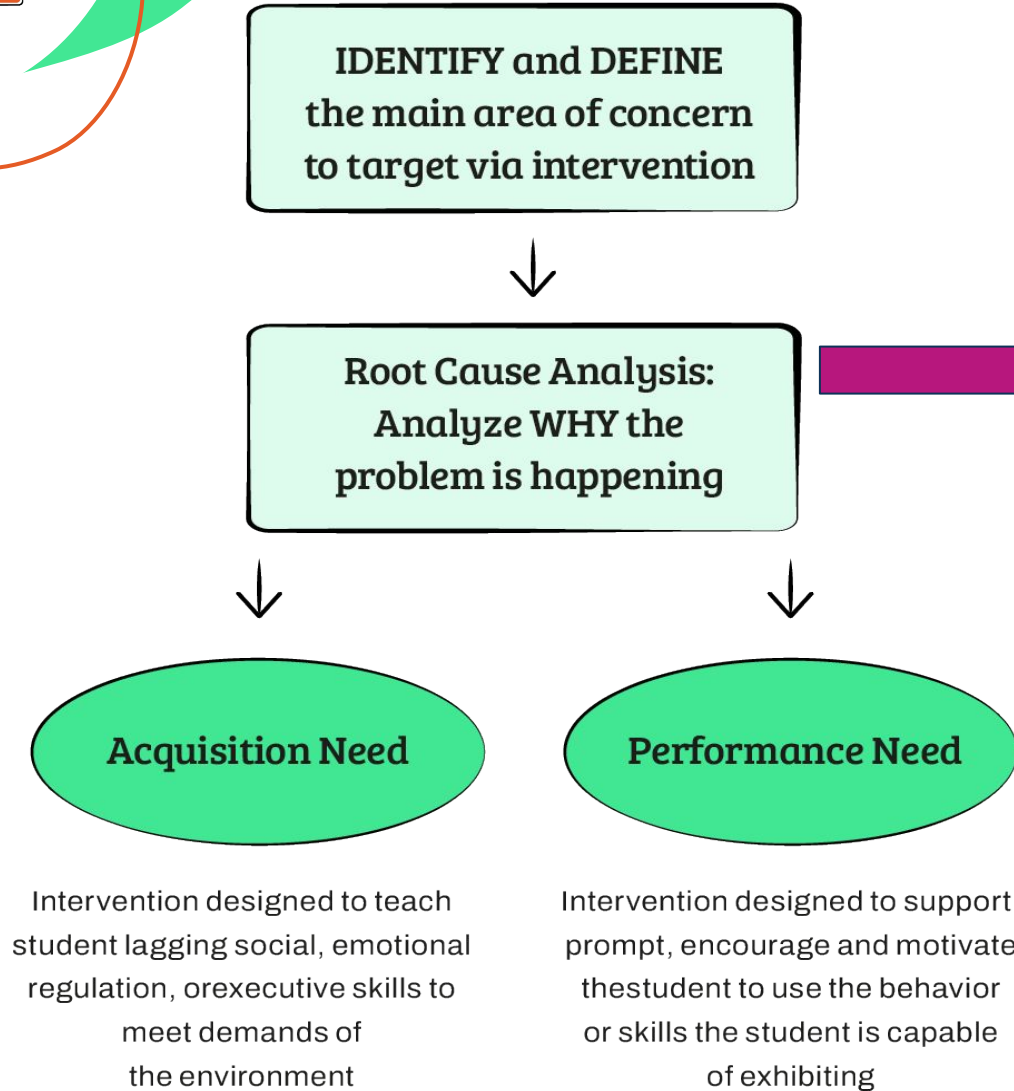 IDENTIFY and DEFINE
the main area of concern
to target via intervention
Root Cause Analysis:
Analyze WHY the
problem is happening
Acquisition Need
Performance Need
Intervention designed to teach
student lagging social, emotional
regulation, orexecutive skills to
meet demands of
the environment
Intervention designed to support
prompt, encourage and motivate
thestudent to use the behavior
or skills the student is capable
of exhibiting